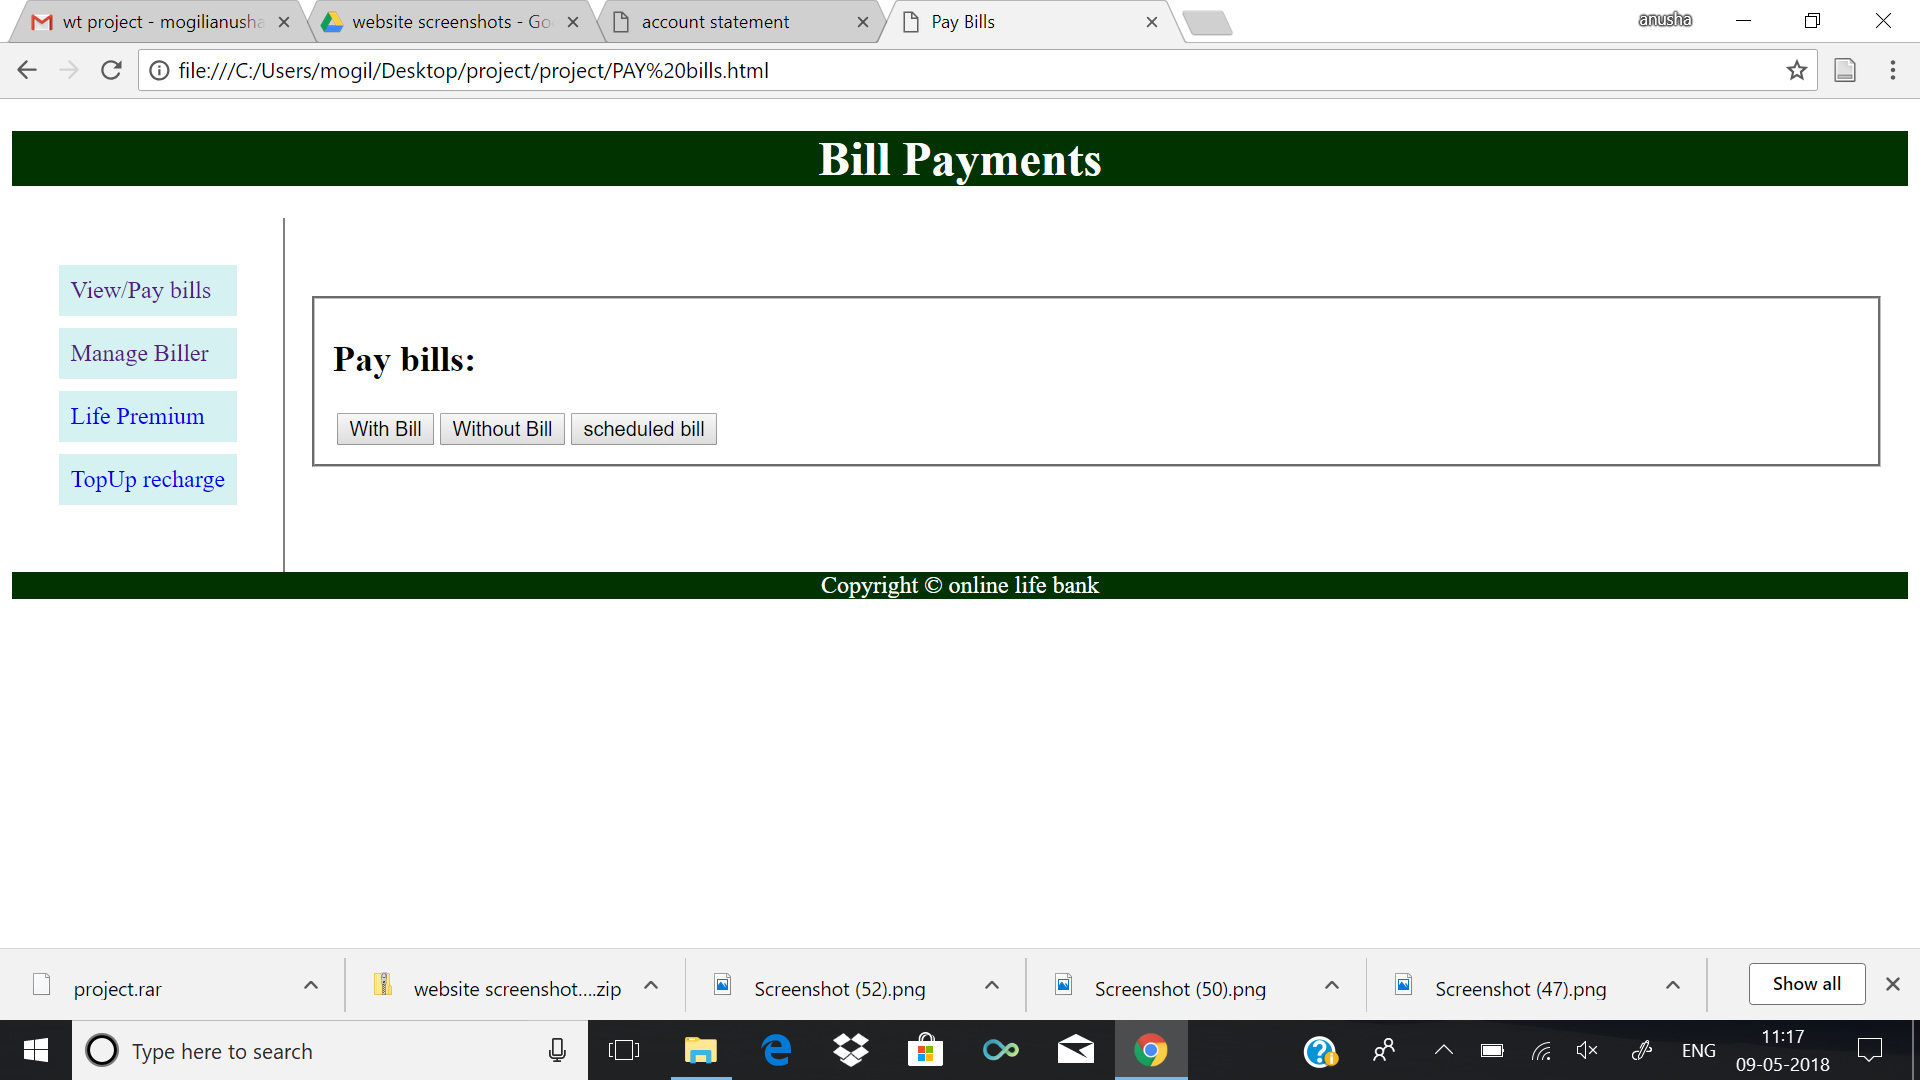 wt project - mogilianusha
website screenshots - Go
account statement
Pay Bills
anusha
file:///C:/Users/mogil/Desktop/project/project/PAY%20bills.html
Bill Payments
View/Pay bills
Manage Biller
Life Premium
TopUp recharge
Pay bills:
With Bill Without Bill scheduled bill
Copyright © online life bank
project.rar
website screenshot....zip
Screenshot (52).png
Screenshot (50).png
Screenshot (47).png
Show all
Type here to search
ENG
11:17
09-05-2018